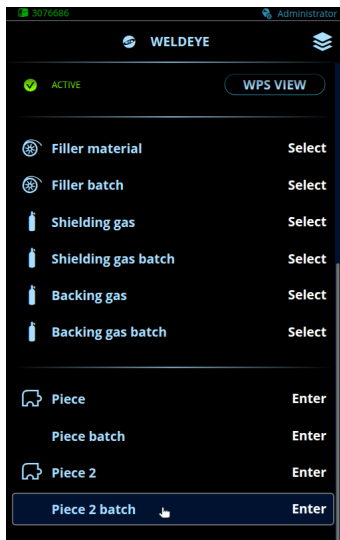 3076686 Administrator
WELDEYE
ACTIVE WPS VIEW
Filler material Select
Filler batch Select
Shielding gas Select
Shielding gas batch Select
Backing gas Select
Backing gas batch Select
Piece Enter
Piece batch Enter
Piece 2 Enter
Piece 2 batch Enter